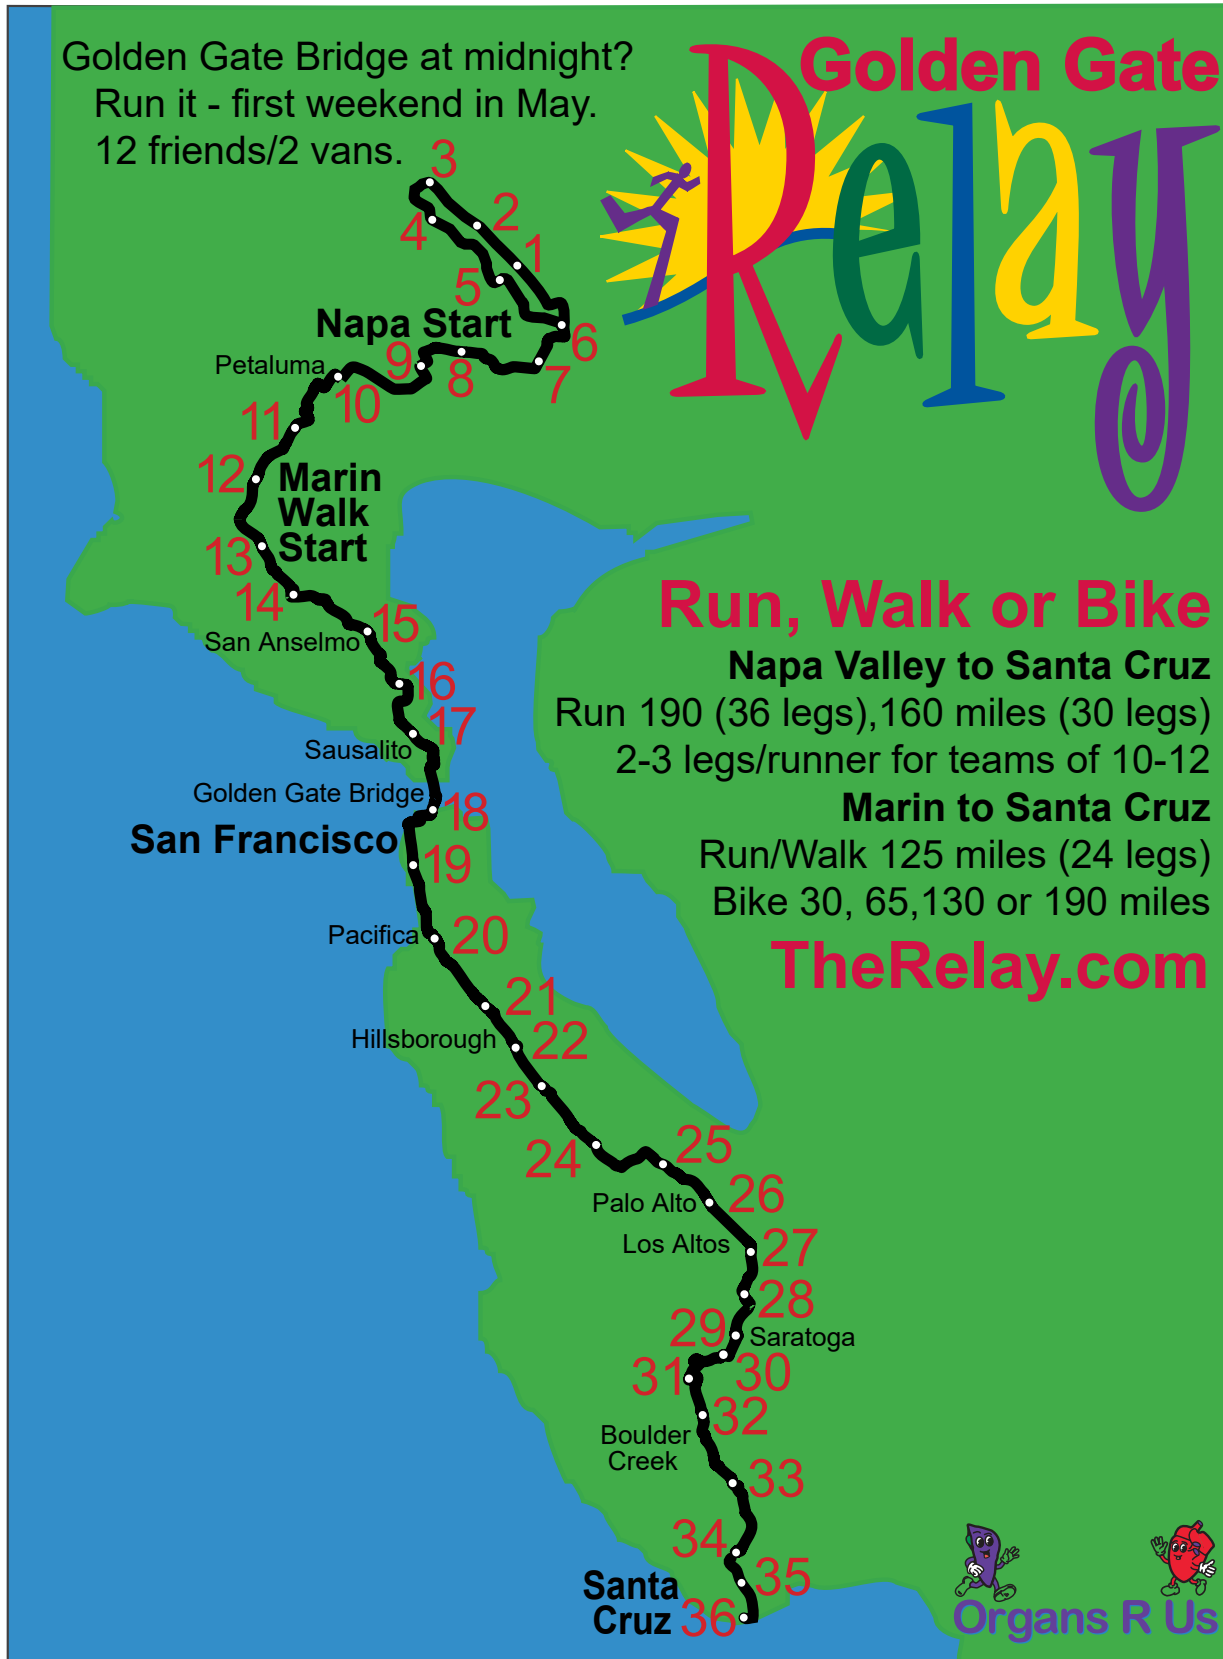 Golden Gate Bridge at midnight?
Run it - first weekend in May.
12 friends/2 vans.
Golden Gate
Relay
3
2
4
1
5
Napa Start
6
9
8
7
Petaluma
10
11
12
Marin
Walk
Start
13
14
15
San Anselmo
16
17
Sausalito
Golden Gate Bridge
18
San Francisco
19
Pacifica
20
21
Hillsborough
22
23
24
25
Palo Alto
26
Los Altos
27
28
29
Saratoga
30
31
32
Boulder
Creek
33
34
35
Santa
Cruz
36
Run, Walk or Bike
Napa Valley to Santa Cruz
Run 190 (36 legs),160 miles (30 legs)
2-3 legs/runner for teams of 10-12
Marin to Santa Cruz
Run/Walk 125 miles (24 legs)
Bike 30, 65,130 or 190 miles
TheRelay.com
Organs R Us